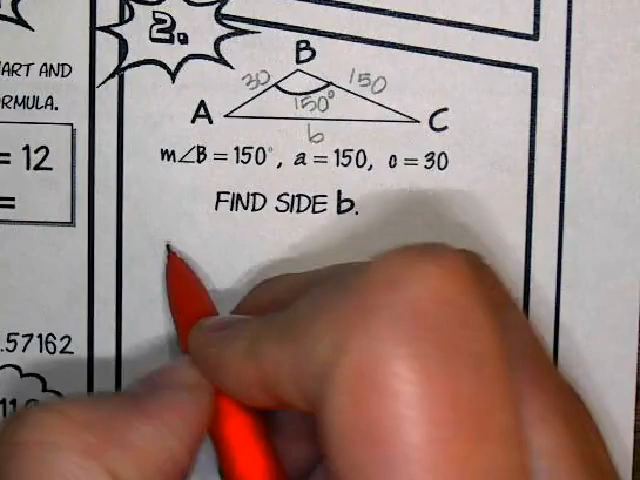 2.
ART AND
RMULA.
= 12
=
.57162
B
30
150
150°
A
C
b
m∠B = 150°, a = 150, c = 30
FIND SIDE b.